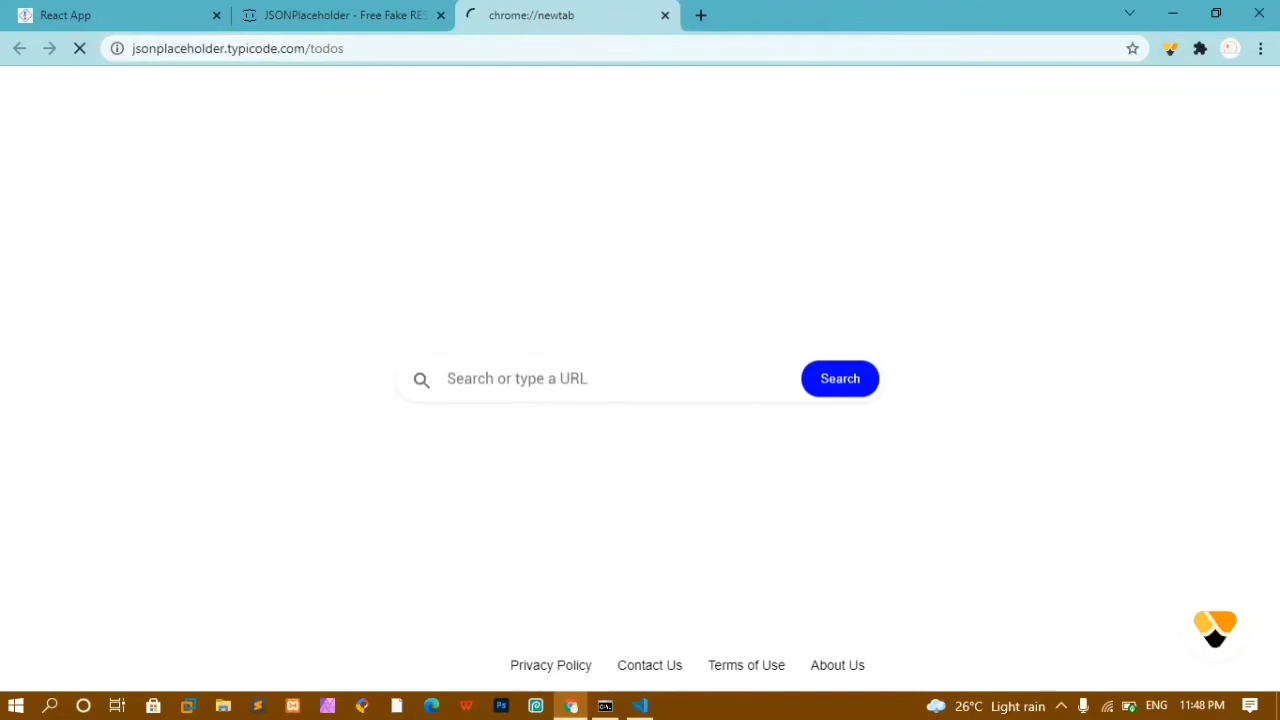 React App
JSONPlaceholder - Free Fake RES
chrome://newtab
jsonplaceholder.typicode.com/todos
Search or type a URL
Search
Privacy Policy
Contact Us
Terms of Use
About Us
26°C Light rain
ENG
11:48 PM